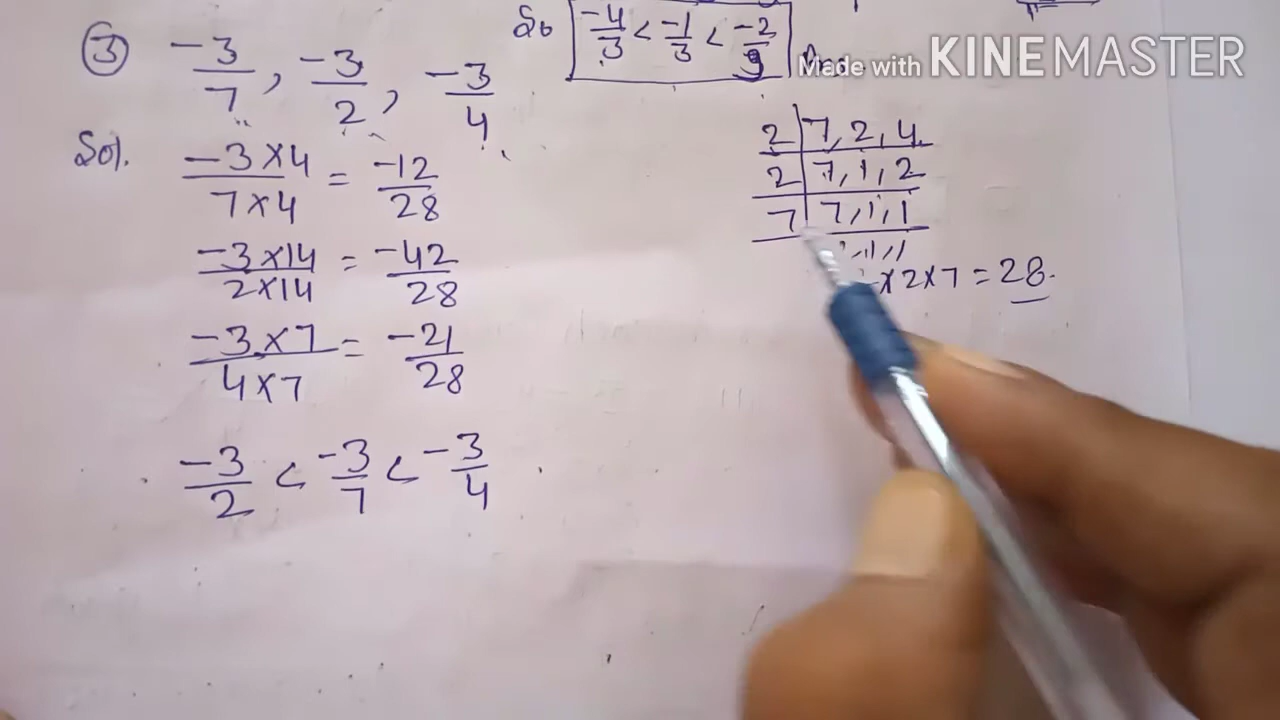 So -4/3 < -1/3 < -2/9
Made with KINEMASTER
③ -3/7, -3/2, -3/4
Sol.
-3×4/7×4 = -12/28
-3×14/2×14 = -42/28
-3×7/4×7 = -21/28
-3/2 < -3/7 < -3/4
2 | 7, 2, 4
2 | 7, 1, 2
7 | 7, 1, 1
, 1, 1
×2×7 = 28.